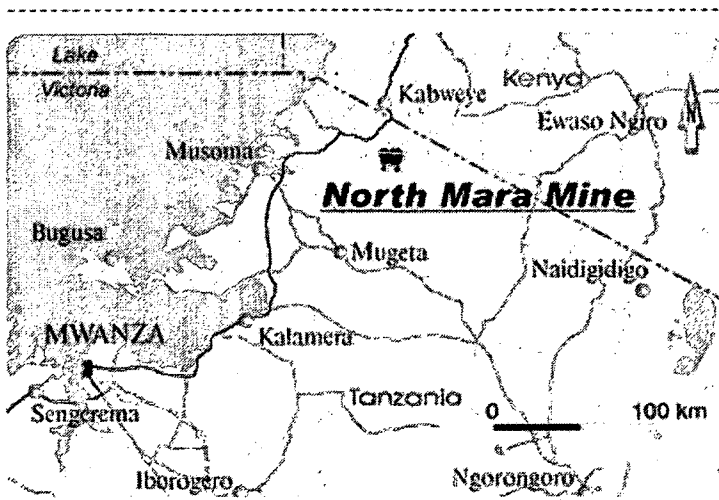 Lake
Victoria
Kenya
Kabweye
Ewaso Ngiro
N
Musoma
North Mara Mine
Bugusa
Mugeta
Naidigidigo
MWANZA
Kalamera
Sengerema
Tanzania
0 100 km
Iborogero
Ngorongoro